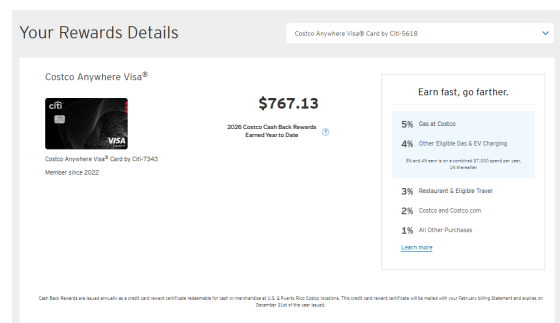 Your Rewards Details
Costco Anywhere Visa® Card by Citi-5618
Costco Anywhere Visa®
citi
VISA
Costco Anywhere Visa® Card by Citi-7343
Member since 2022
$767.13
2026 Costco Cash Back Rewards
Earned Year to Date
?
Earn fast, go farther.
5% Gas at Costco
4% Other Eligible Gas & EV Charging
5% and 4% earn is on a combined $7,000 spend per year,
1% thereafter
3% Restaurant & Eligible Travel
2% Costco and Costco.com
1% All Other Purchases
Learn more
Cash Back Rewards are issued annually as a credit card reward certificate redeemable for cash or merchandise at U.S. & Puerto Rico Costco locations. This credit card reward certificate will be mailed with your February billing Statement and expires on
December 31st of the year issued.